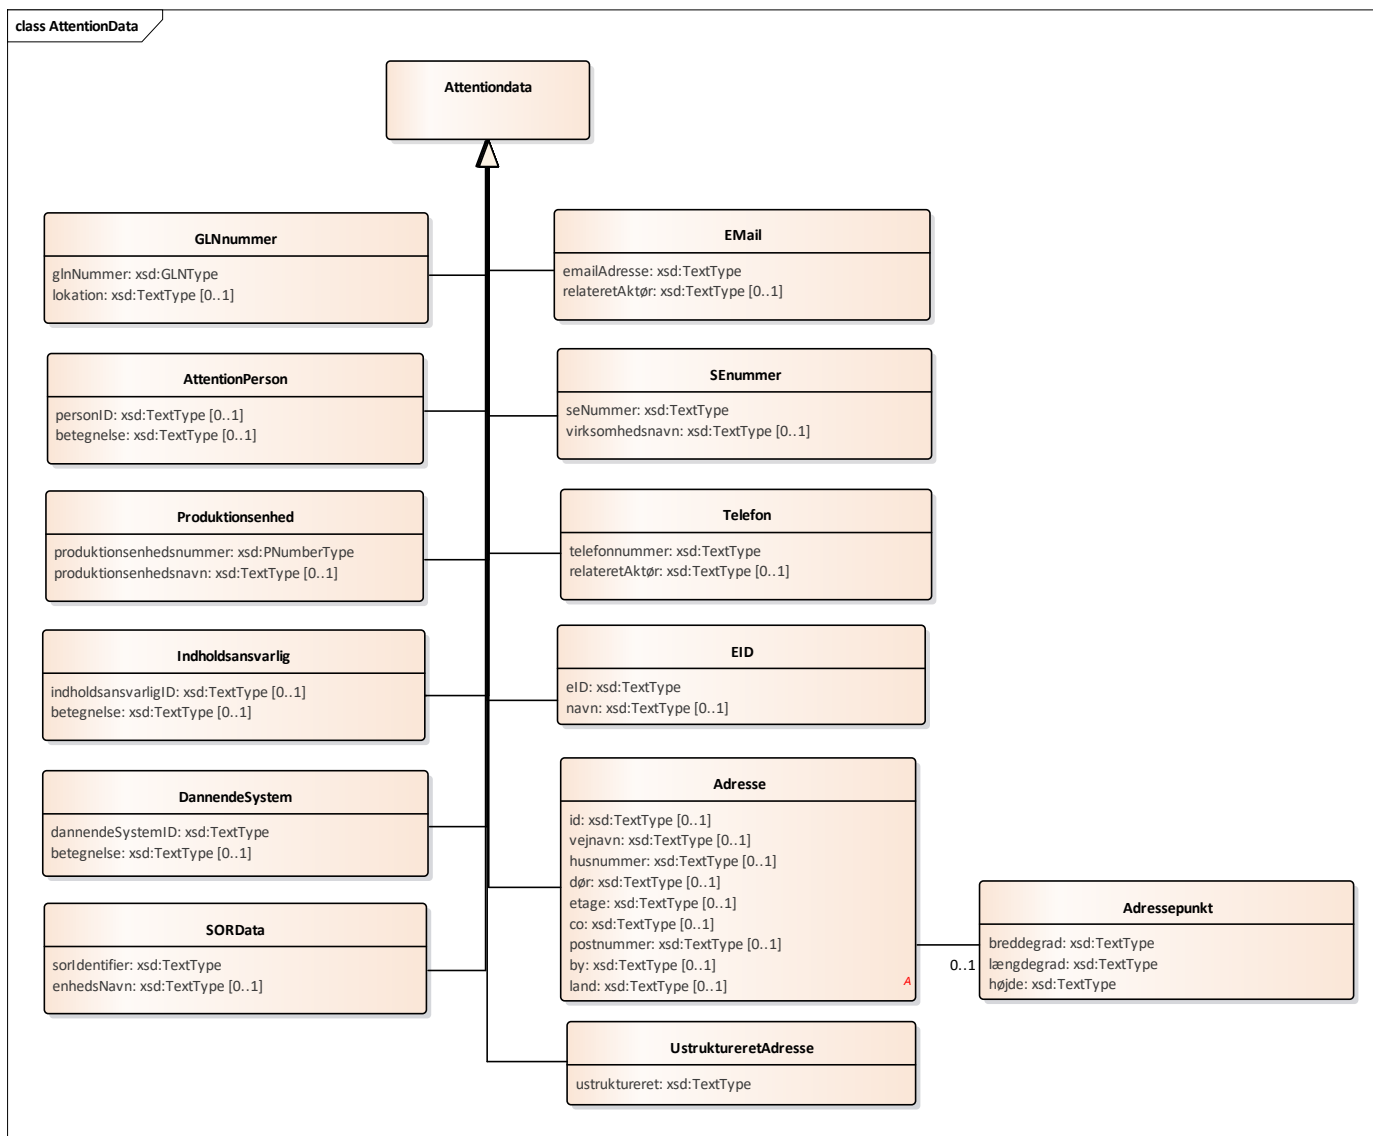 class AttentionData
Attentiondata
GLNnummer
glnNummer: xsd:GLNType
lokation: xsd:TextType [0..1]
EMail
emailAdresse: xsd:TextType
relateretAktør: xsd:TextType [0..1]
AttentionPerson
personID: xsd:TextType [0..1]
betegnelse: xsd:TextType [0..1]
SEnummer
seNummer: xsd:TextType
virksomhedsnavn: xsd:TextType [0..1]
Produktionsenhed
produktionsenhedsnummer: xsd:PNumberType
produktionsenhedsnavn: xsd:TextType [0..1]
Telefon
telefonnummer: xsd:TextType
relateretAktør: xsd:TextType [0..1]
Indholdsansvarlig
indholdsansvarligID: xsd:TextType [0..1]
betegnelse: xsd:TextType [0..1]
EID
eID: xsd:TextType
navn: xsd:TextType [0..1]
DannendeSystem
dannendeSystemID: xsd:TextType
betegnelse: xsd:TextType [0..1]
Adresse
id: xsd:TextType [0..1]
vejnavn: xsd:TextType [0..1]
husnummer: xsd:TextType [0..1]
dør: xsd:TextType [0..1]
etage: xsd:TextType [0..1]
co: xsd:TextType [0..1]
postnummer: xsd:TextType [0..1]
by: xsd:TextType [0..1]
land: xsd:TextType [0..1]
A
SORData
sorIdentifier: xsd:TextType
enhedsNavn: xsd:TextType [0..1]
0..1
Adressepunkt
breddegrad: xsd:TextType
længdegrad: xsd:TextType
højde: xsd:TextType
UstruktureretAdresse
ustruktureret: xsd:TextType